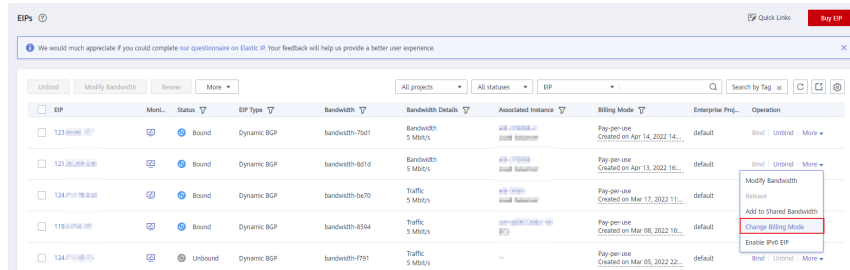 EIPs
Quick Links
Buy EIP
We would much appreciate if you could complete our questionnaire on Elastic IP. Your feedback will help us provide a better user experience.
Unbind Modify Bandwidth Renew More
All projects All statuses EIP Search by Tag
EIP Moni... Status EIP Type Bandwidth Bandwidth Details Associated Instance Billing Mode Enterprise Proj... Operation
123. Bound Dynamic BGP bandwidth-7bd1 Bandwidth Pay-per-use default Bind Unbind More
5 Mbit/s Created on Apr 14, 2022 14:...
121. Bound Dynamic BGP bandwidth-8d1d Bandwidth Pay-per-use default Bind Unbind More
5 Mbit/s Created on Apr 13, 2022 16:...
124. Bound Dynamic BGP bandwidth-be70 Traffic Pay-per-use default
5 Mbit/s Created on Mar 17, 2022 11:...
119. Bound Dynamic BGP bandwidth-8594 Traffic Pay-per-use default
5 Mbit/s Created on Mar 08, 2022 16:...
124. Unbound Dynamic BGP bandwidth-f791 Traffic -- Pay-per-use default Bind Unbind More
5 Mbit/s Created on Mar 05, 2022 22:...
Modify Bandwidth
Release
Add to Shared Bandwidth
Change Billing Mode
Enable IPv6 EIP